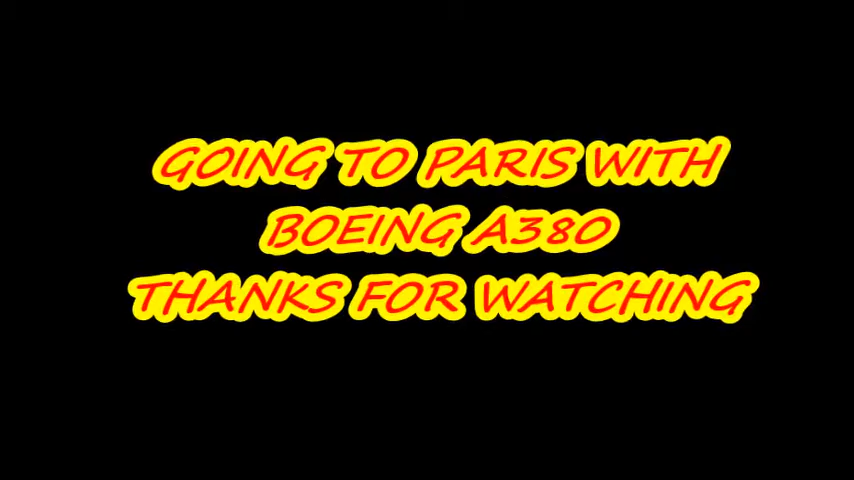 GOING TO PARIS WITH
BOEING A380
THANKS FOR WATCHING